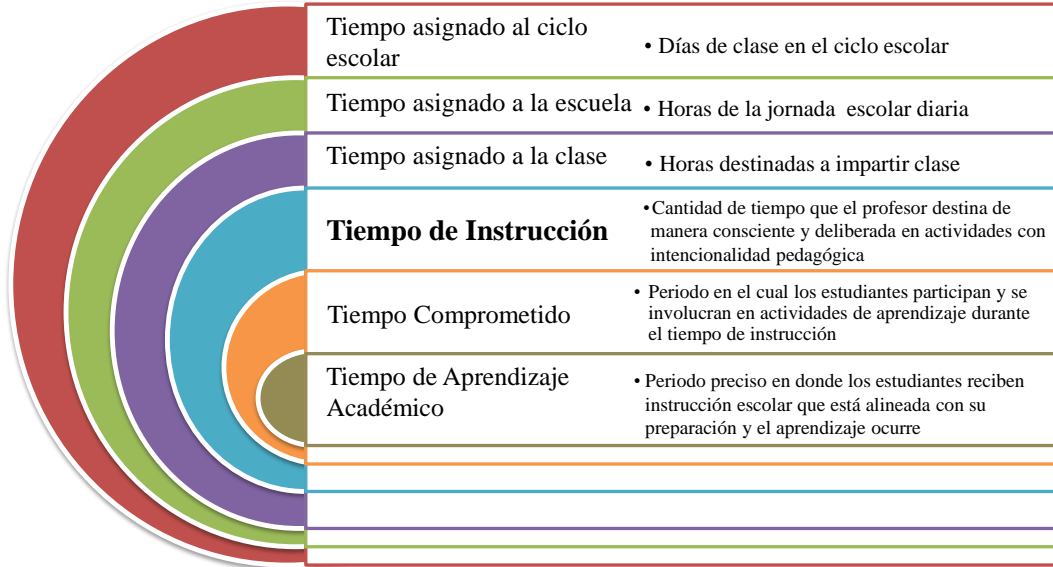 Tiempo asignado al ciclo
escolar
• Días de clase en el ciclo escolar
Tiempo asignado a la escuela
• Horas de la jornada escolar diaria
Tiempo asignado a la clase
• Horas destinadas a impartir clase
Tiempo de Instrucción
•Cantidad de tiempo que el profesor destina de
manera consciente y deliberada en actividades con
intencionalidad pedagógica
Tiempo Comprometido
• Periodo en el cual los estudiantes participan y se
involucran en actividades de aprendizaje durante
el tiempo de instrucción
Tiempo de Aprendizaje
Académico
• Periodo preciso en donde los estudiantes reciben
instrucción escolar que está alineada con su
preparación y el aprendizaje ocurre